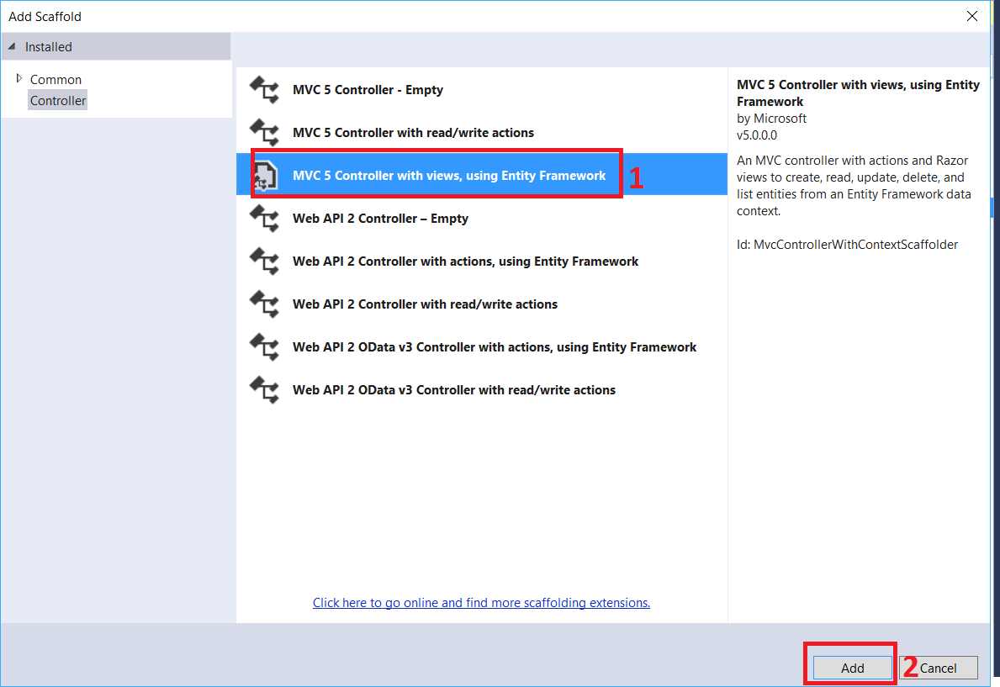 Add Scaffold
Installed
Common
Controller
MVC 5 Controller - Empty
MVC 5 Controller with read/write actions
MVC 5 Controller with views, using Entity Framework
1
Web API 2 Controller – Empty
Web API 2 Controller with actions, using Entity Framework
Web API 2 Controller with read/write actions
Web API 2 OData v3 Controller with actions, using Entity Framework
Web API 2 OData v3 Controller with read/write actions
Click here to go online and find more scaffolding extensions.
MVC 5 Controller with views, using Entity
Framework
by Microsoft
v5.0.0.0
An MVC controller with actions and Razor
views to create, read, update, delete, and
list entities from an Entity Framework data
context.
Id: MvcControllerWithContextScaffolder
Add
2
Cancel